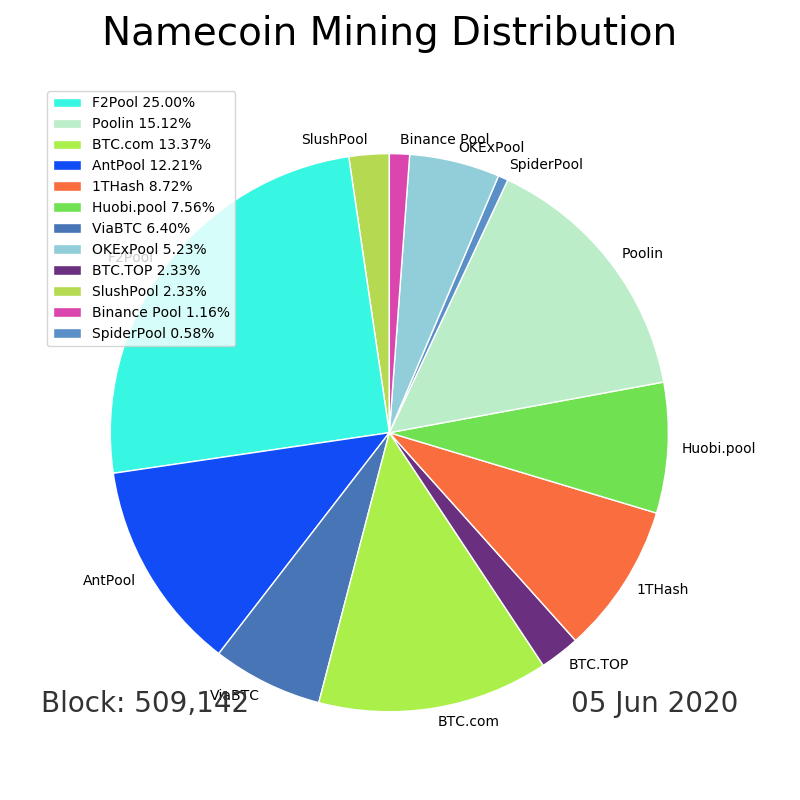 Namecoin Mining Distribution
F2Pool 25.00%
Poolin 15.12%
BTC.com 13.37%
AntPool 12.21%
1THash 8.72%
Huobi.pool 7.56%
ViaBTC 6.40%
OKExPool 5.23%
BTC.TOP 2.33%
SlushPool 2.33%
Binance Pool 1.16%
SpiderPool 0.58%
SlushPool
Binance Pool
OKExPool
SpiderPool
F2Pool
Poolin
Huobi.pool
AntPool
1THash
BTC.TOP
ViaBTC
BTC.com
Block: 509,142
05 Jun 2020